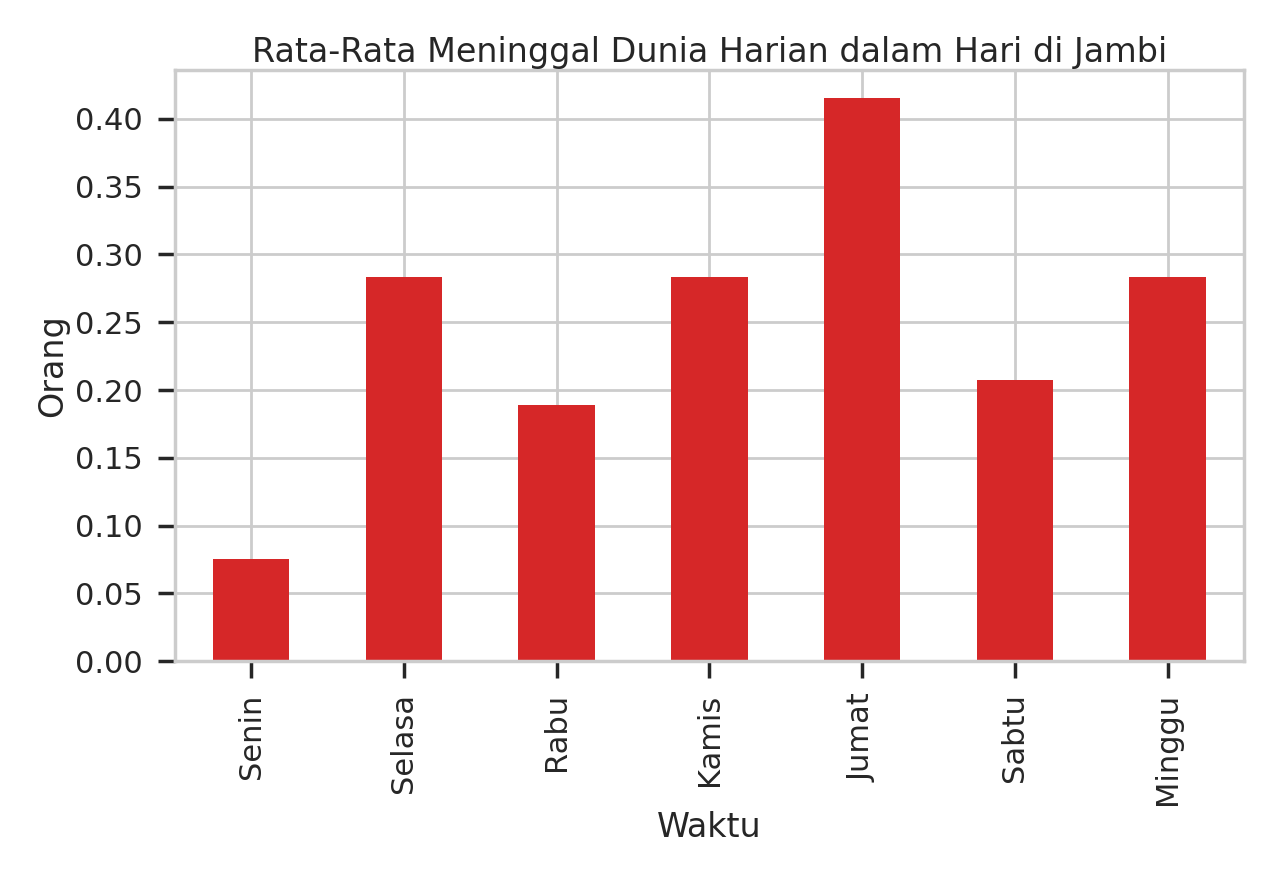 Rata-Rata Meninggal Dunia Harian dalam Hari di Jambi
Orang
0.40
0.35
0.30
0.25
0.20
0.15
0.10
0.05
0.00
Senin
Selasa
Rabu
Kamis
Jumat
Sabtu
Minggu
Waktu